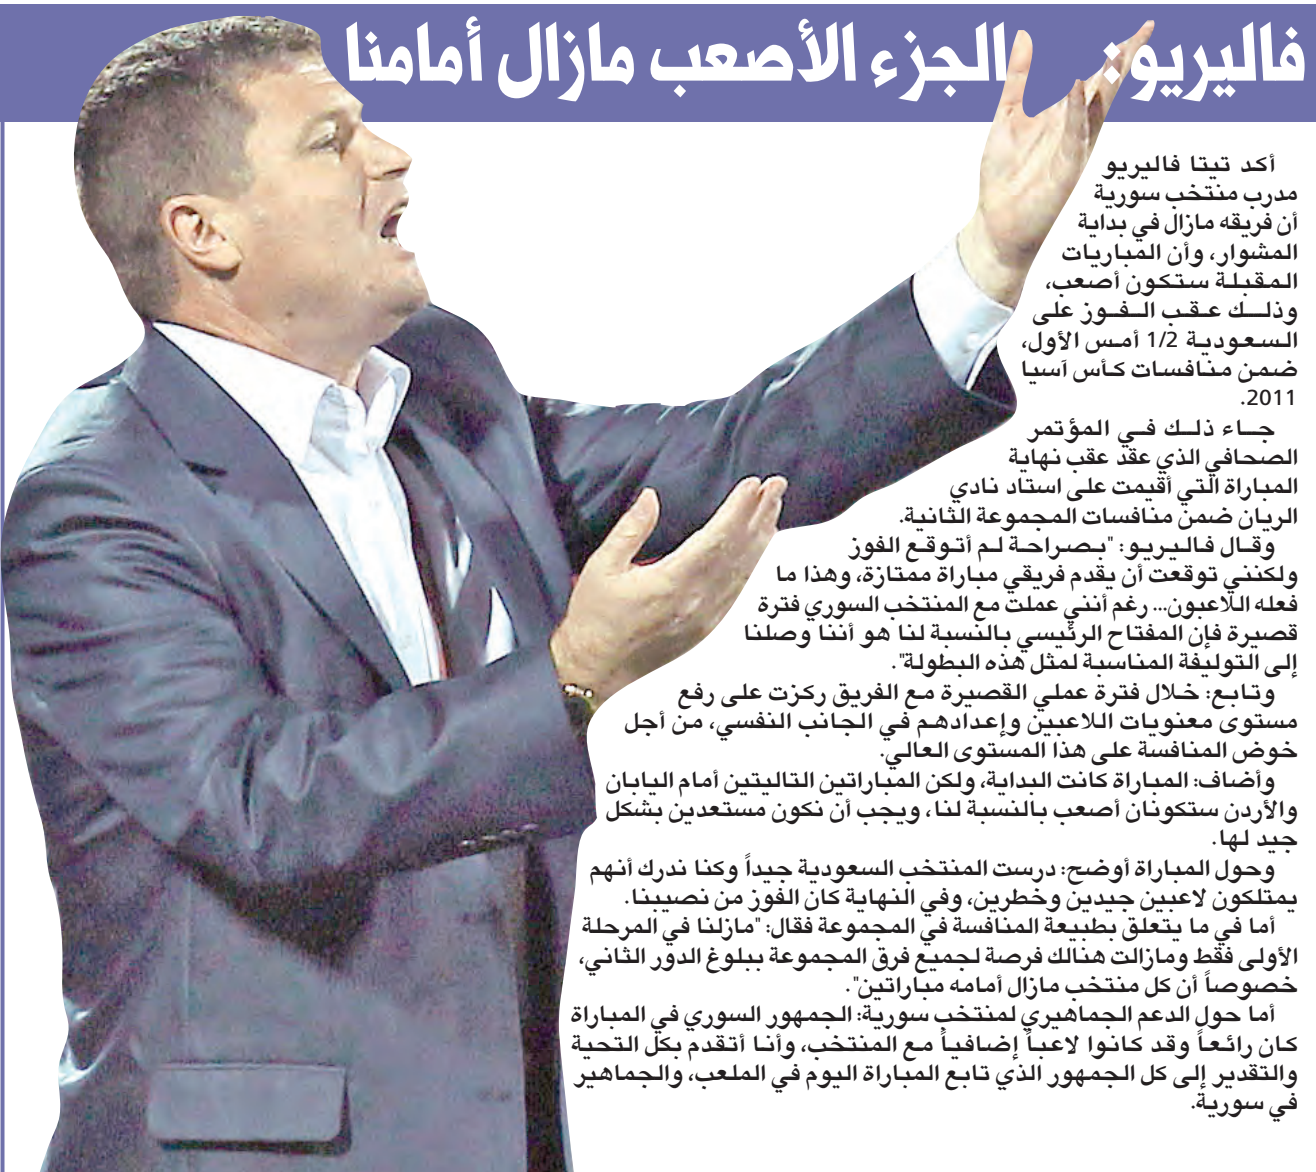 فاليريو: الجزء الأصعب مازال أمامنا
أكد تيتا فاليريو
مدرب منتخب سورية
أن فريقه مازال في بداية
المشوار، وأن المباريات
المقبلة ستكون أصعب،
وذلك عقب الفوز على
السعودية 1/2 أمس الأول،
ضمن منافسات كأس آسيا
2011.
جاء ذلك في المؤتمر
الصحافي الذي عقد عقب نهاية
المباراة التي أقيمت على استاد نادي
الريان ضمن منافسات المجموعة الثانية.
وقال فاليريو: "بصراحة لم أتوقع الفوز
ولكنني توقعت أن يقدم فريقي مباراة ممتازة، وهذا ما
فعله اللاعبون... رغم أنني عملت مع المنتخب السوري فترة
قصيرة فإن المفتاح الرئيسي بالنسبة لنا هو أننا وصلنا
إلى التوليفة المناسبة لمثل هذه البطولة".
وتابع: خلال فترة عملي القصيرة مع الفريق ركزت على رفع
مستوى معنويات اللاعبين وإعدادهم في الجانب النفسي، من أجل
خوض المنافسة على هذا المستوى العالي.
وأضاف: المباراة كانت البداية، ولكن المباراتين التاليتين أمام اليابان
والأردن ستكونان أصعب بالنسبة لنا، ويجب أن نكون مستعدين بشكل
جيد لها.
وحول المباراة أوضح: درست المنتخب السعودية جيداً وكنا ندرك أنهم
يمتلكون لاعبين جيدين وخطرين، وفي النهاية كان الفوز من نصيبنا.
أما في ما يتعلق بطبيعة المنافسة في المجموعة فقال: "مازلنا في المرحلة
الأولى فقط ومازالت هنالك فرصة لجميع فرق المجموعة ببلوغ الدور الثاني،
خصوصاً أن كل منتخب مازال أمامه مباراتين".
أما حول الدعم الجماهيري لمنتخب سورية: الجمهور السوري في المباراة
كان رائعاً وقد كانوا لاعباً إضافياً مع المنتخب، وأنا أتقدم بكل التحية
والتقدير إلى كل الجمهور الذي تابع المباراة اليوم في الملعب، والجماهير
في سورية.